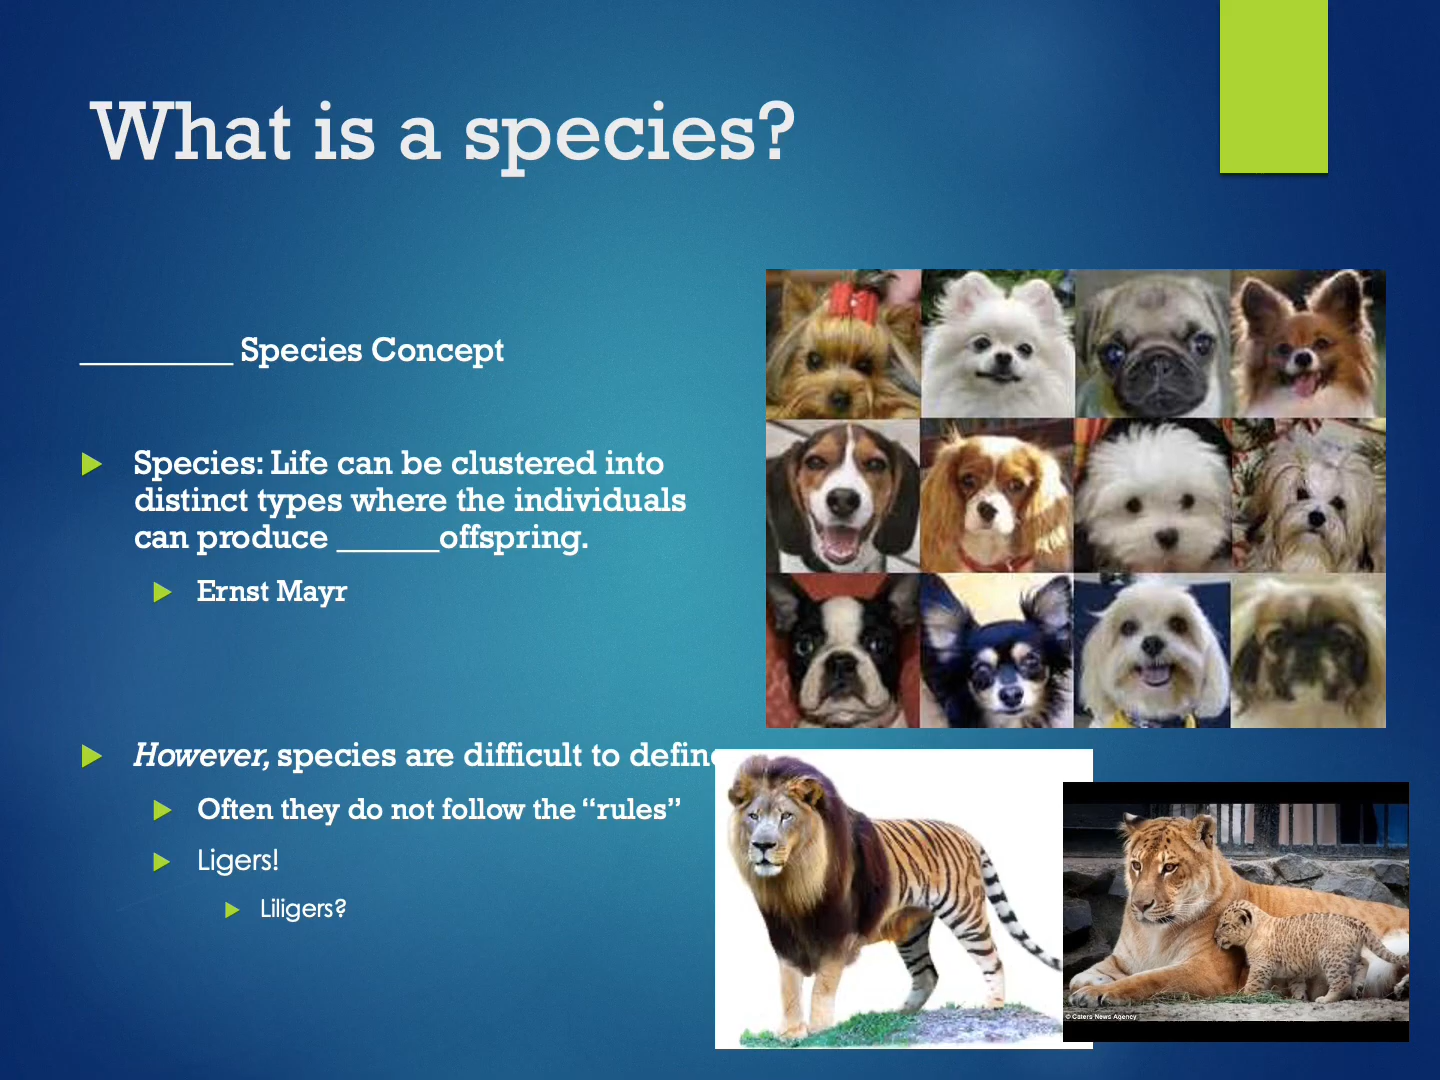 What is a species?
__________ Species Concept
Species: Life can be clustered into
distinct types where the individuals
can produce _______offspring.
Ernst Mayr
However, species are difficult to define
Often they do not follow the “rules”
Ligers!
Liligers?
© Caters News Agency